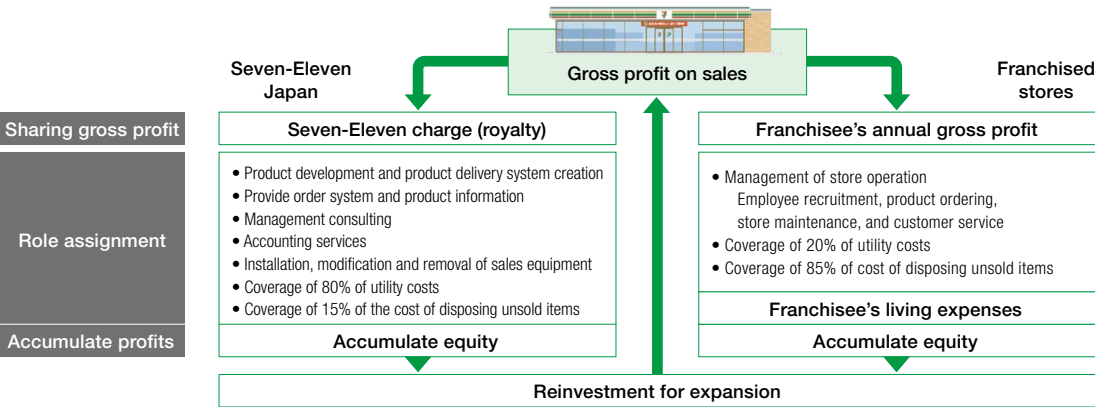 Gross profit on sales
Seven-Eleven
Japan
Franchised
stores
Sharing gross profit
Seven-Eleven charge (royalty)
Franchisee's annual gross profit
Role assignment
• Product development and product delivery system creation
• Provide order system and product information
• Management consulting
• Accounting services
• Installation, modification and removal of sales equipment
• Coverage of 80% of utility costs
• Coverage of 15% of the cost of disposing unsold items
• Management of store operation
Employee recruitment, product ordering,
store maintenance, and customer service
• Coverage of 20% of utility costs
• Coverage of 85% of cost of disposing unsold items
Franchisee's living expenses
Accumulate profits
Accumulate equity
Accumulate equity
Reinvestment for expansion